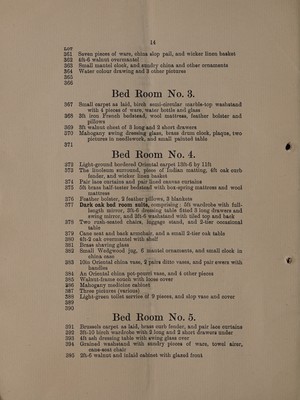 14
LOT
361 Seven pieces of ware, china slop pail, and wicker linen basket
362 4ft-6 walnut overmantel
363 Small mantel clock, and sundry china and other ornaments
364 Water colour drawing and 3 other pictures
365
366
Bed Room No. 3.
367 Small carpet as laid, birch semi-circular marble-top washstand
with 4 pieces of ware, water bottle and glass
368 3ft iron French bedstead, wool mattress, feather bolster and
pillows
369 3ft walnut chest of 3 long and 2 short drawers
370 Mahogany swing dressing glass, brass drum clock, plaque, two
pictures in needlework, and small painted table
371
Bed Room No. 4.
372 Light-ground bordered Oriental carpet 15ft-6 by 11ft
373 The linoleum surround, piece of Indian matting, 4ft oak curb
fender, and wicker linen basket
374 Pair lace curtains and pair lined canvas curtains
375 5ft brass half-tester bedstead with box-spring mattress and wool
mattress
376 Feather bolster, 2 feather pillows, 3 blankets
377 Dark oak bed room suite, comprising: 5ft wardrobe with full-
length mirror, 3ft-6 dressing table fitted 3 long drawers and
swing mirror, and 3ft-6 washstand with tiled top and back
378 Two rush-seated chairs, luggage stand, and 2-tier occasional
table
379 Cane seat and back armchair, and a small 2-tier oak table
380 4ft-2 oak overmantel with shelf
381 Brass shaving glass
382 Small Wedgwood jug, 6 mantel ornaments, and small clock in
china case
383 10in Oriental china vase, 2 pairs ditto vases, and pair ewers with
handles
384 An Oriental china pot-pourri vase, and 4 other pieces
385 Walnut-frame couch with loose cover
386 Mahogany medicine cabinet
387 Three pictures (various)
388 Light-green toilet service of 9 pieces, and slop vase and cover
389
390
Bed Room No. 5.
391 Brussels carpet as laid, brass curb fender, and pair lace curtains
392 3ft-10 birch wardrobe with 2 long and 2 short drawers under
393 4ft ash dressing table with swing glass over
394 Grained washstand with sundry pieces of ware, towel airer,
cane-seat chair
395 2ft-6 walnut and inlaid cabinet with glazed front